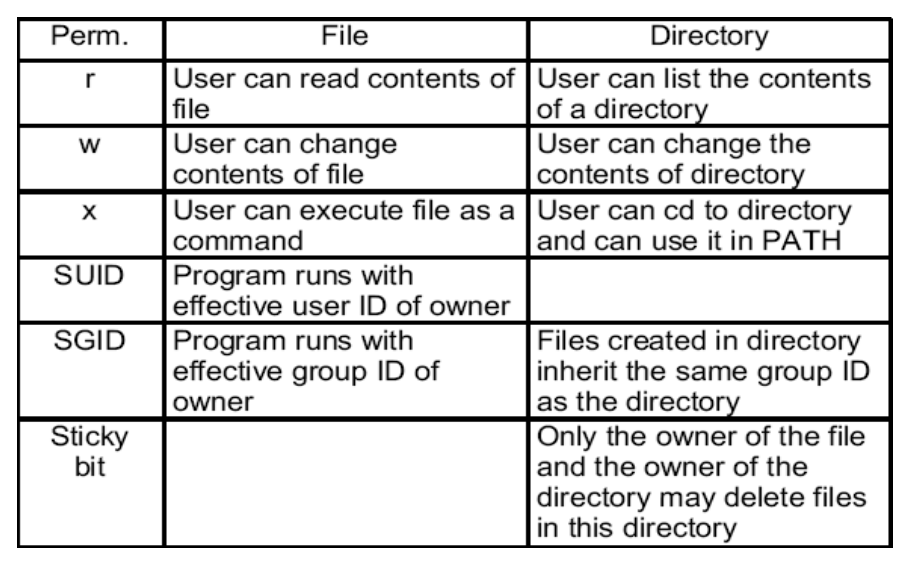 Perm. File Directory
r User can read contents of User can list the contents
file of a directory
w User can change User can change the
contents of file contents of directory
x User can execute file as a User can cd to directory
command and can use it in PATH
SUID Program runs with
effective user ID of owner
SGID Program runs with Files created in directory
effective group ID of inherit the same group ID
owner as the directory
Sticky Only the owner of the file
bit and the owner of the
directory may delete files
in this directory